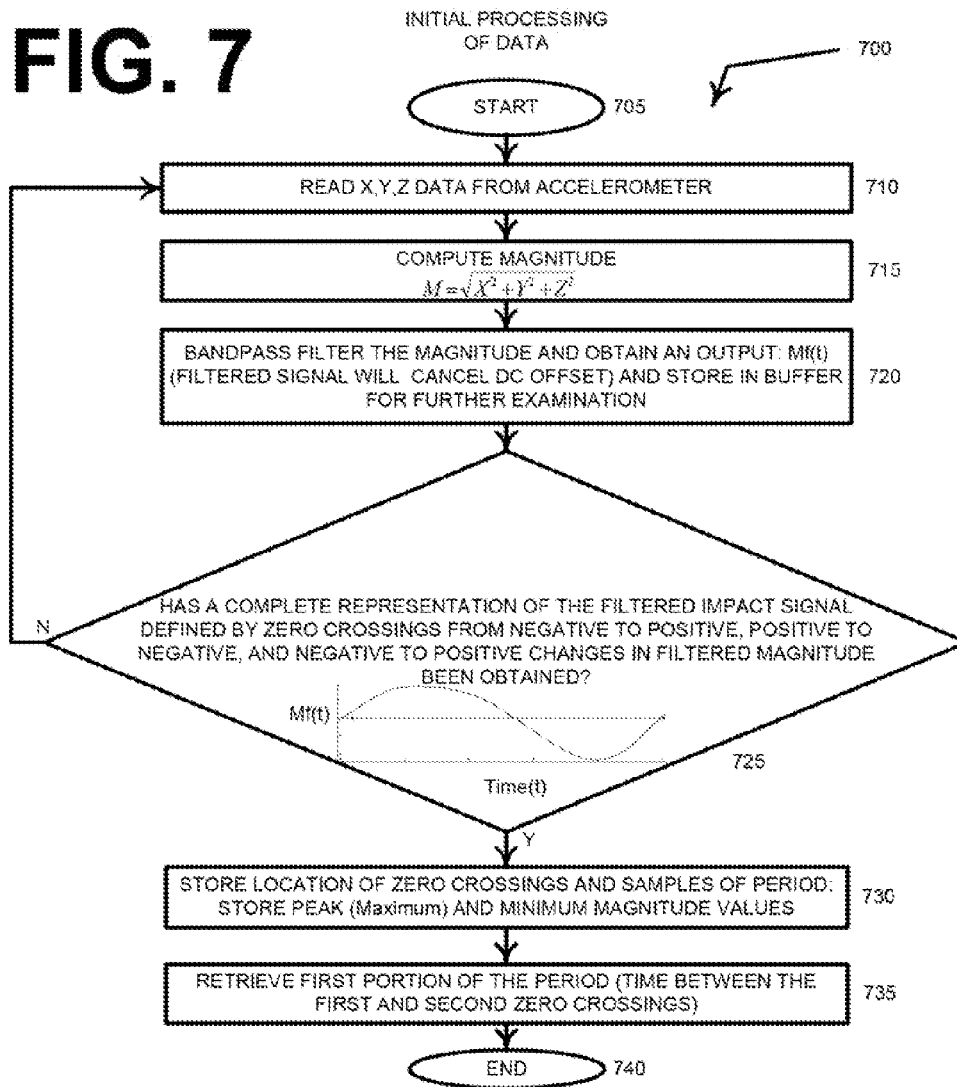 FIG. 7
INITIAL PROCESSING
OF DATA
700
START
705
READ X,Y,Z DATA FROM ACCELEROMETER
710
COMPUTE MAGNITUDE
M=√X²+Y²+Z²
715
BANDPASS FILTER THE MAGNITUDE AND OBTAIN AN OUTPUT: Mf(t)
(FILTERED SIGNAL WILL CANCEL DC OFFSET) AND STORE IN BUFFER
FOR FURTHER EXAMINATION
720
N
HAS A COMPLETE REPRESENTATION OF THE FILTERED IMPACT SIGNAL
DEFINED BY ZERO CROSSINGS FROM NEGATIVE TO POSITIVE, POSITIVE TO
NEGATIVE, AND NEGATIVE TO POSITIVE CHANGES IN FILTERED MAGNITUDE
BEEN OBTAINED?
Mf(t)
Time(t)
725
Y
STORE LOCATION OF ZERO CROSSINGS AND SAMPLES OF PERIOD:
STORE PEAK (Maximum) AND MINIMUM MAGNITUDE VALUES
730
RETRIEVE FIRST PORTION OF THE PERIOD (TIME BETWEEN THE
FIRST AND SECOND ZERO CROSSINGS)
735
END
740